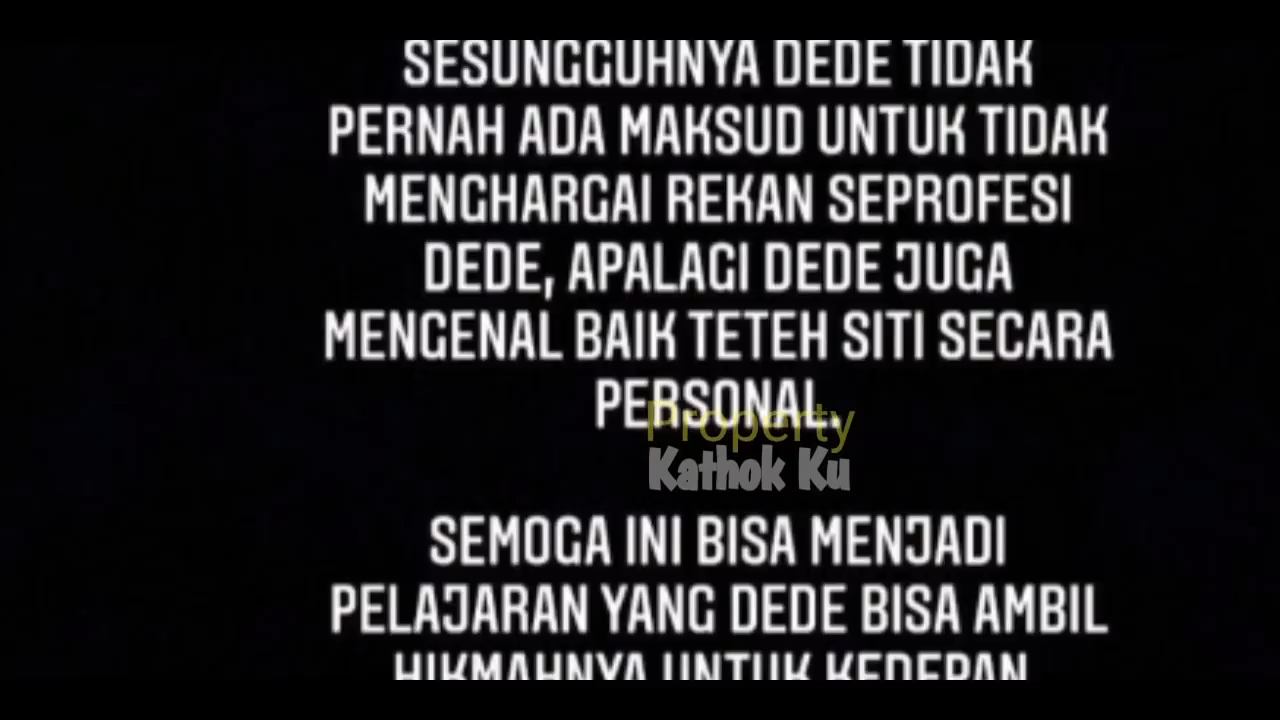 SESUNGGUHNYA DEDE TIDAK
PERNAH ADA MAKSUD UNTUK TIDAK
MENGHARGAI REKAN SEPROFESI
DEDE, APALAGI DEDE JUGA
MENGENAL BAIK TETEH SITI SECARA
PERSONAL.
Property
Kathok Ku
SEMOGA INI BISA MENJADI
PELAJARAN YANG DEDE BISA AMBIL
HIKMAHNYA UNTUK KEDEPAN